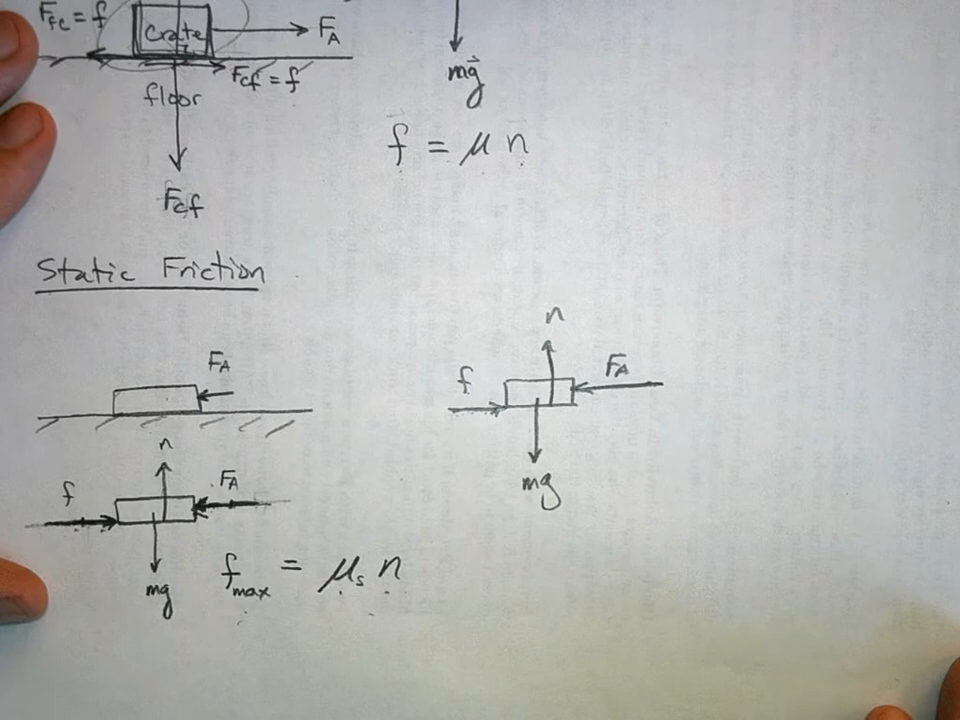 F_fc = f
Crate
F_A
F_cf = f
floor
F_cf
mg⃗
f = μ n
Static Friction
F_A
n
f
F_A
mg
f_max = μ_s n
n
f
F_A
mg